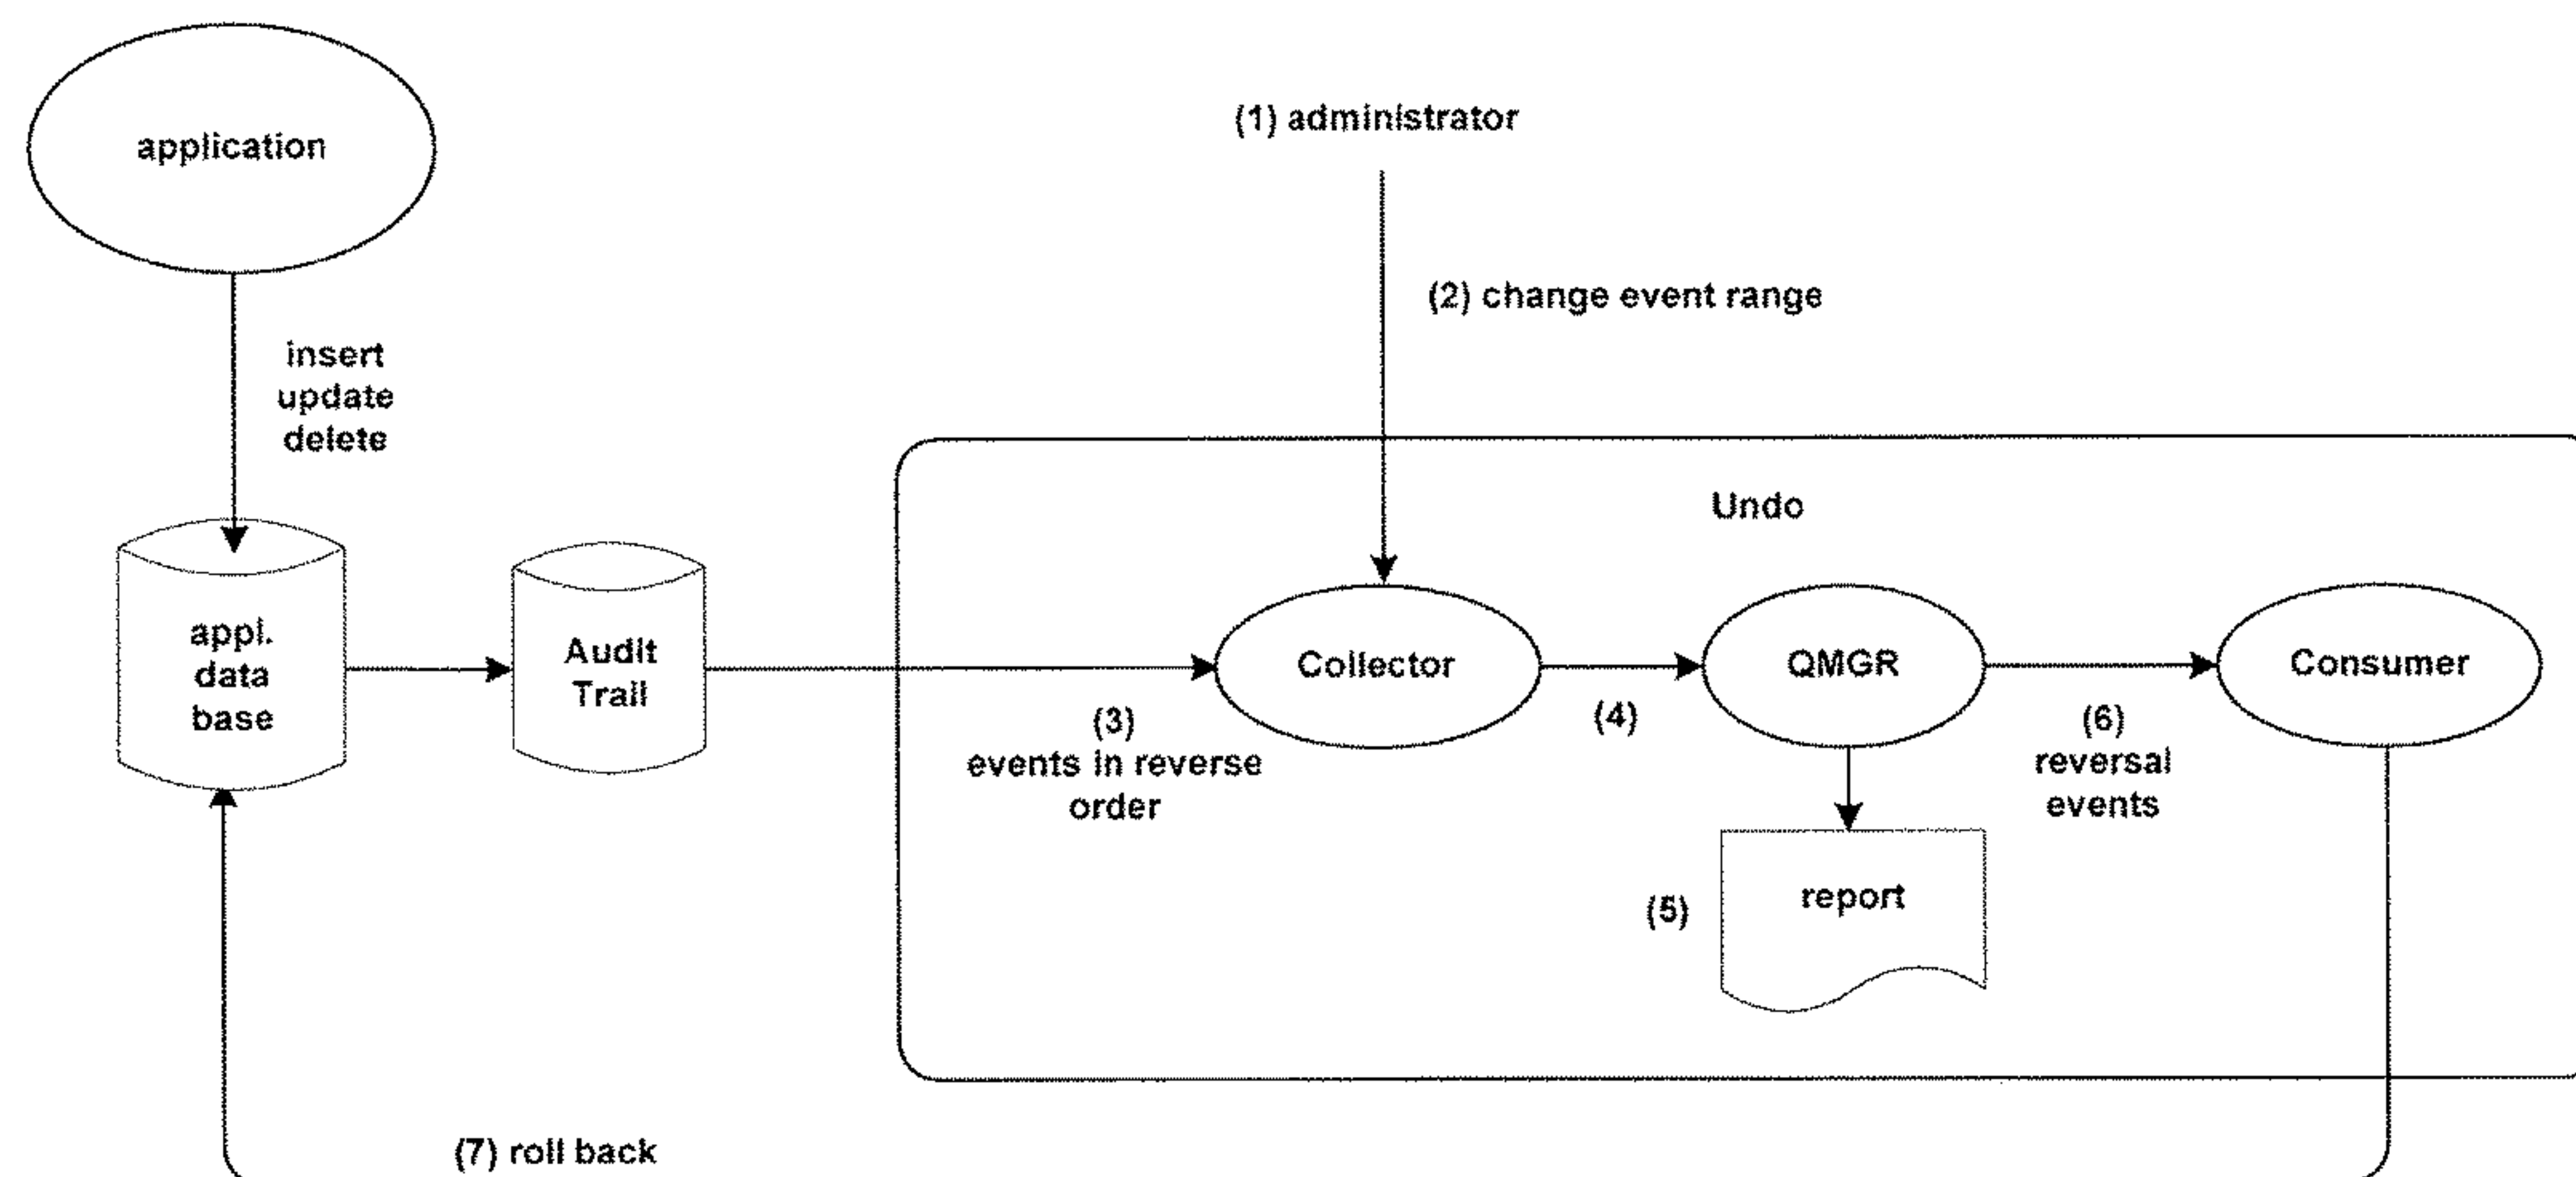 application
(1) administrator
(2) change event range
insert
update
delete
Undo
appl.
data
base
Audit
Trail
Collector
QMGR
Consumer
(3)
events in reverse
order
(4)
(6)
reversal
events
report
(5)
(7) roll back